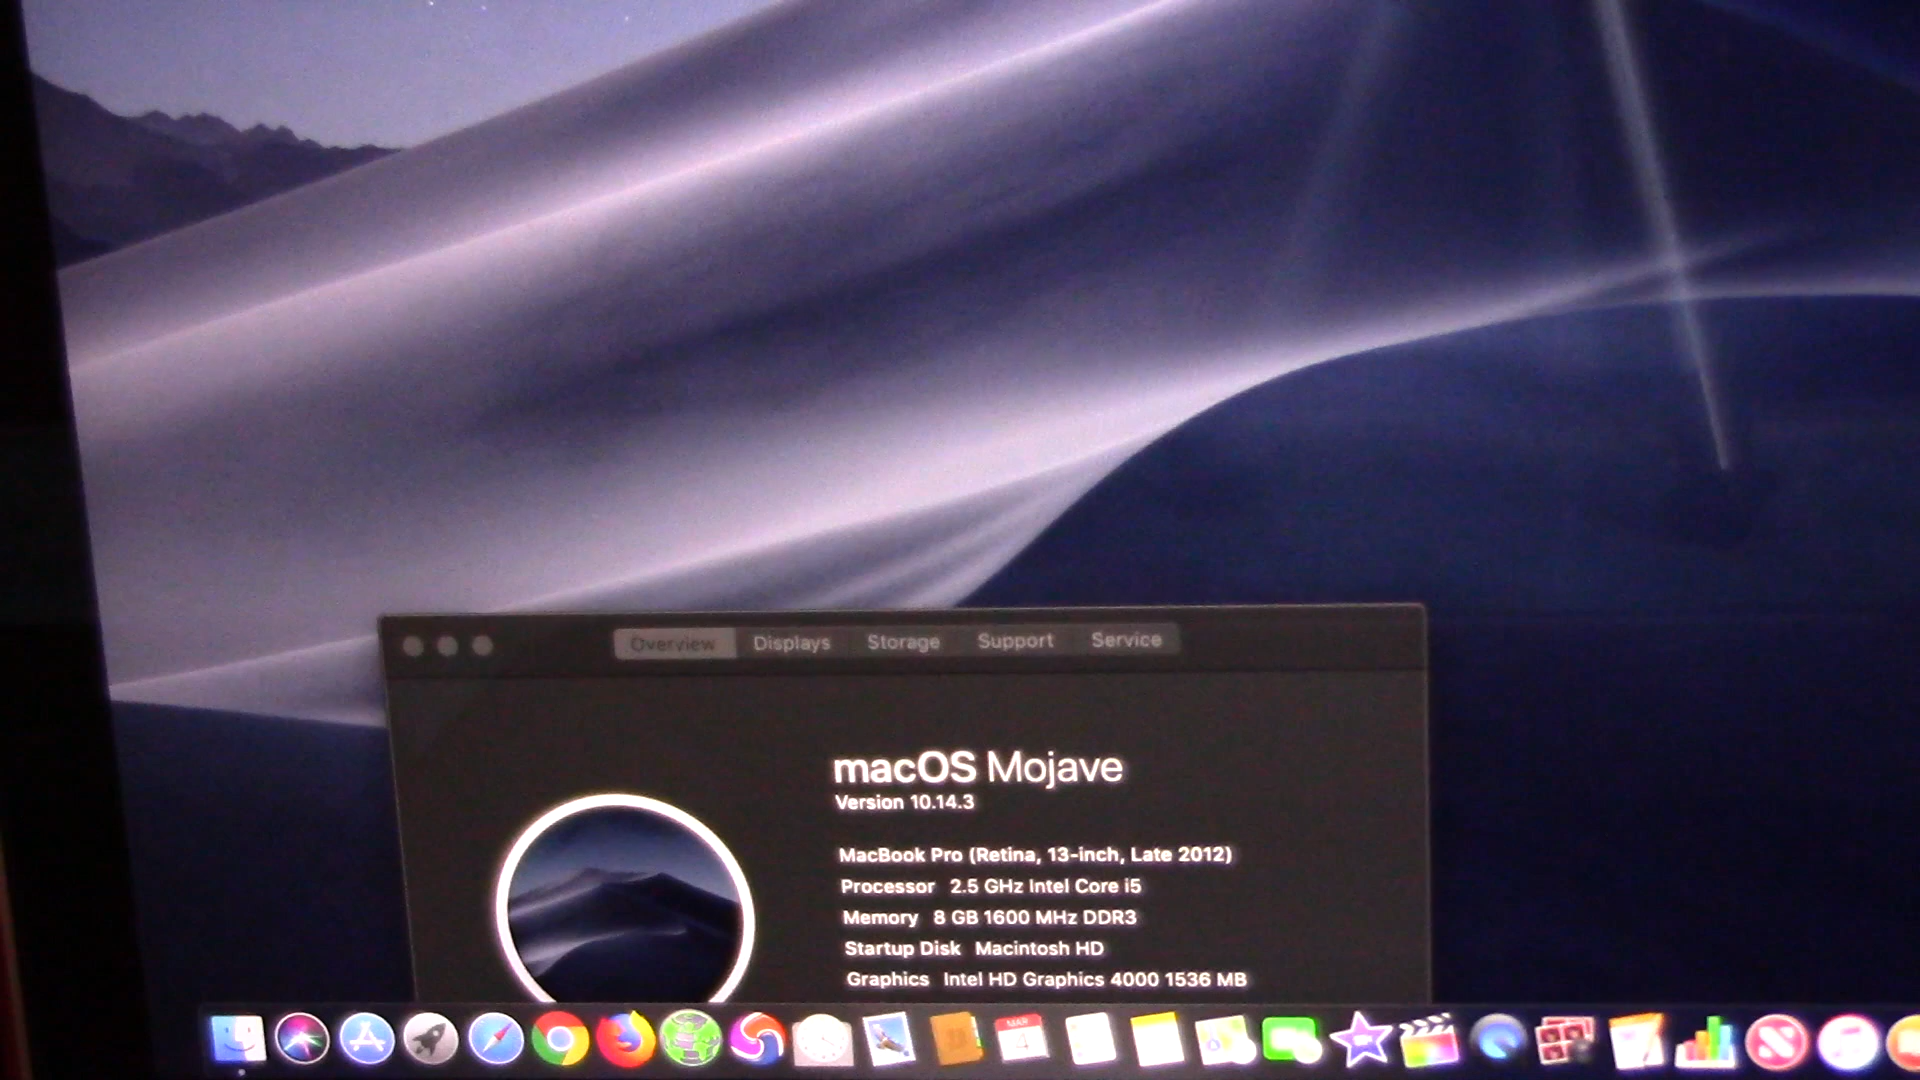 Overview Displays Storage Support Service
macOS Mojave
Version 10.14.3
MacBook Pro (Retina, 13-inch, Late 2012)
Processor 2.5 GHz Intel Core i5
Memory 8 GB 1600 MHz DDR3
Startup Disk Macintosh HD
Graphics Intel HD Graphics 4000 1536 MB
MAR